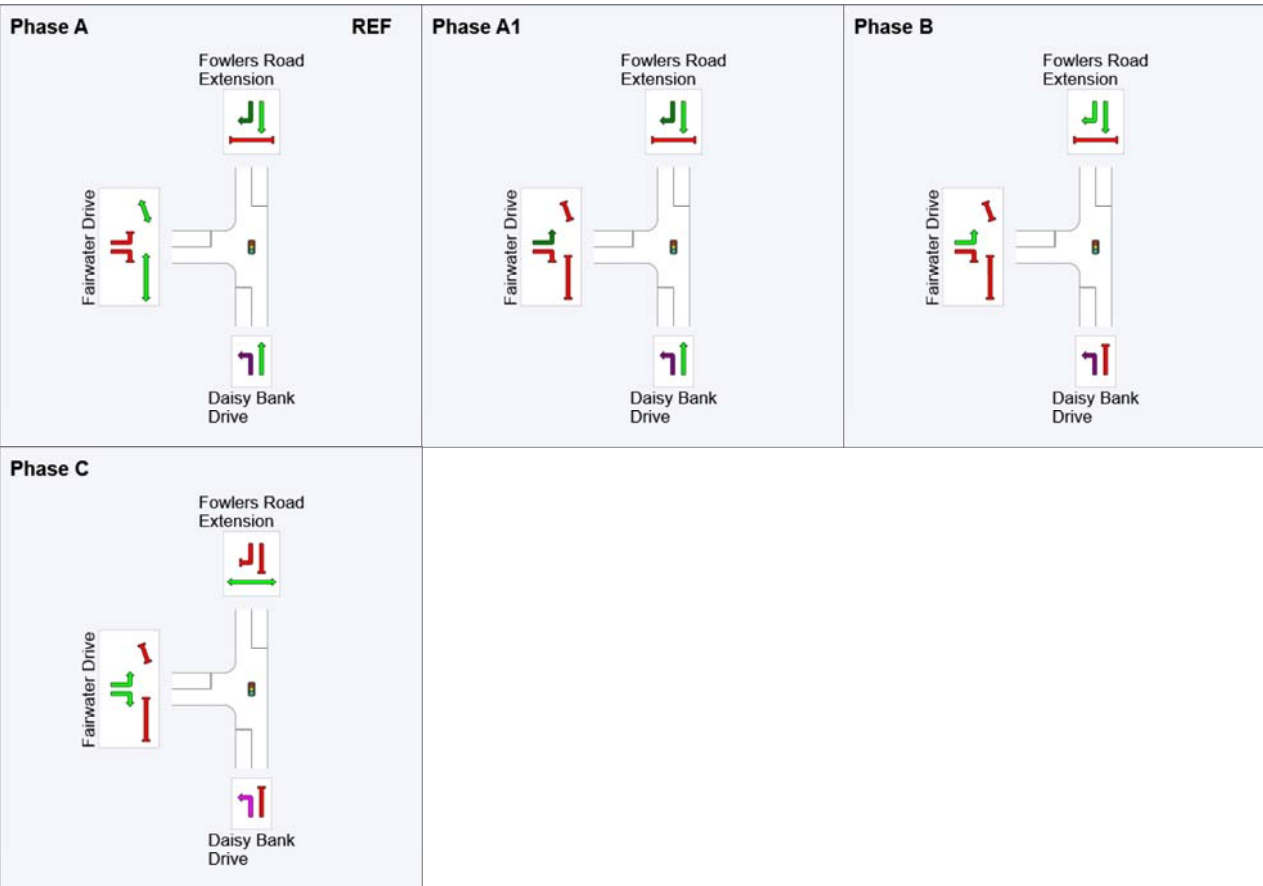 Phase A
REF
Fowlers Road
Extension
Fairwater Drive
Daisy Bank
Drive
Phase A1
Fowlers Road
Extension
Fairwater Drive
Daisy Bank
Drive
Phase B
Fowlers Road
Extension
Fairwater Drive
Daisy Bank
Drive
Phase C
Fowlers Road
Extension
Fairwater Drive
Daisy Bank
Drive